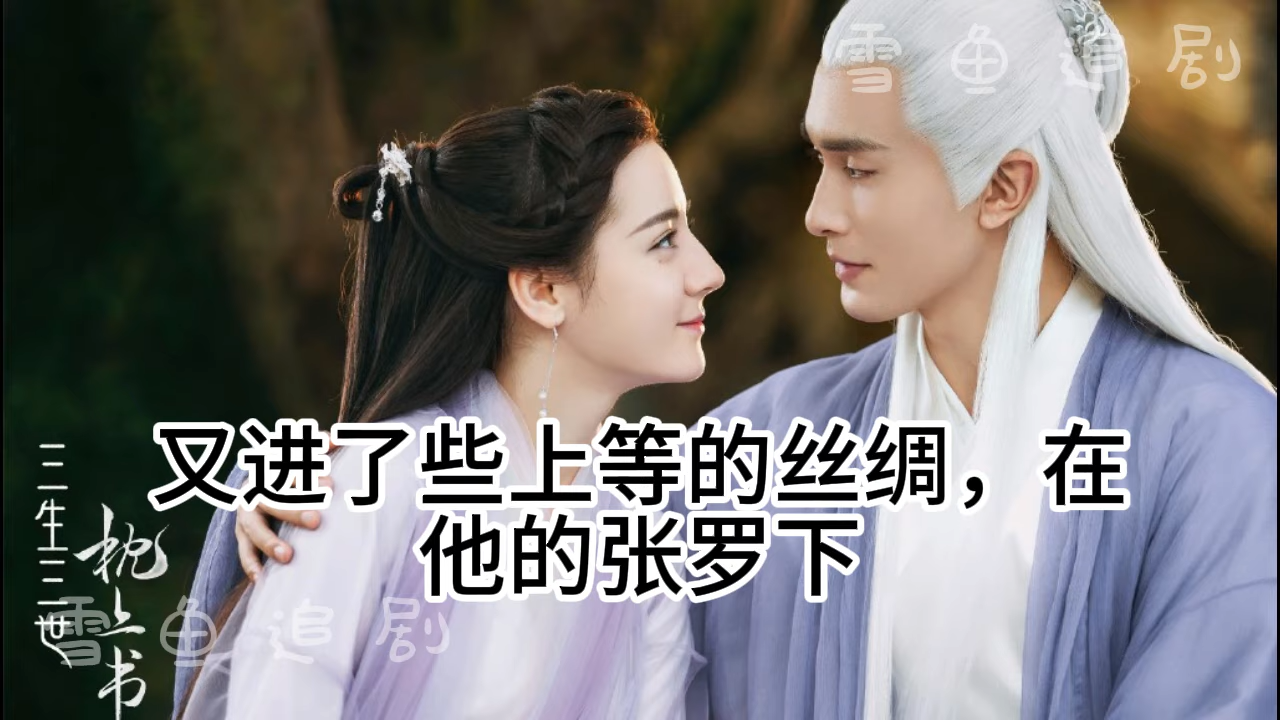 雪鱼追剧
又进了些上等的丝绸，在
他的张罗下
三生三世
枕上书
雪鱼追剧